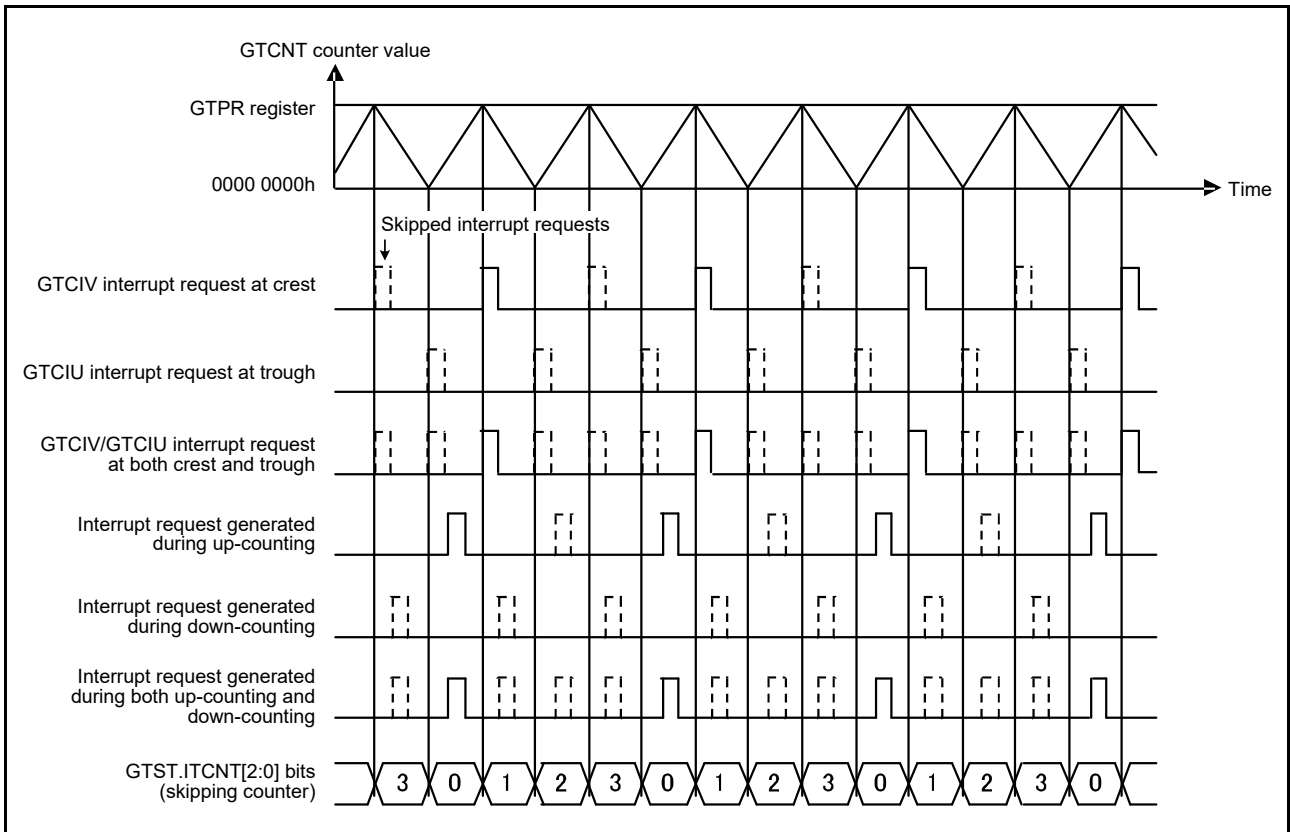 GTCNT counter value
GTPR register
0000 0000h
Time
Skipped interrupt requests
GTCIV interrupt request at crest
GTCIU interrupt request at trough
GTCIV/GTCIU interrupt request
at both crest and trough
Interrupt request generated
during up-counting
Interrupt request generated
during down-counting
Interrupt request generated
during both up-counting and
down-counting
GTST.ITCNT[2:0] bits
(skipping counter)
3 0 1 2 3 0 1 2 3 0 1 2 3 0